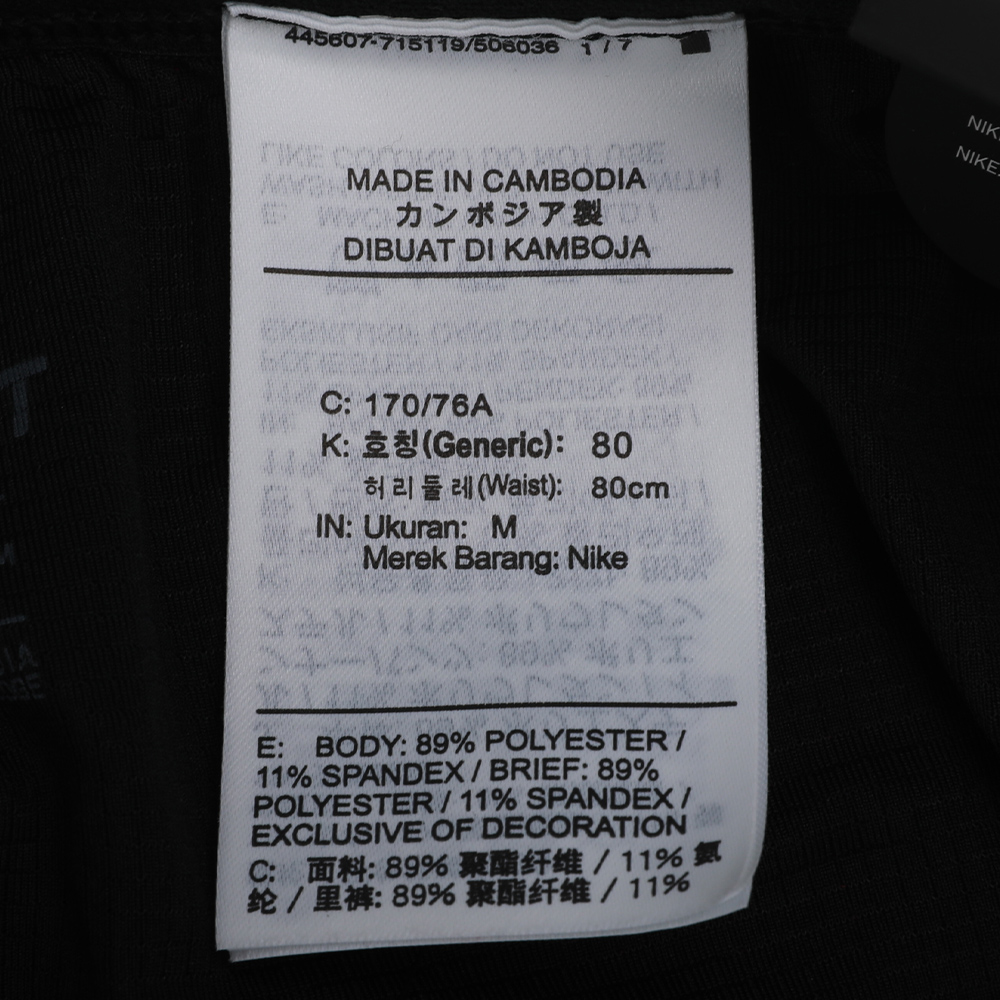 445607-715119/506036 1/7
MADE IN CAMBODIA
カンボジア製
DIBUAT DI KAMBOJA
C: 170/76A
K: 호칭(Generic): 80
허리둘레(Waist): 80cm
IN: Ukuran: M
Merek Barang: Nike
E: BODY: 89% POLYESTER /
11% SPANDEX / BRIEF: 89%
POLYESTER / 11% SPANDEX /
EXCLUSIVE OF DECORATION
C: 面料: 89% 聚酯纤维 / 11% 氨
纶 / 里裤: 89% 聚酯纤维 / 11%